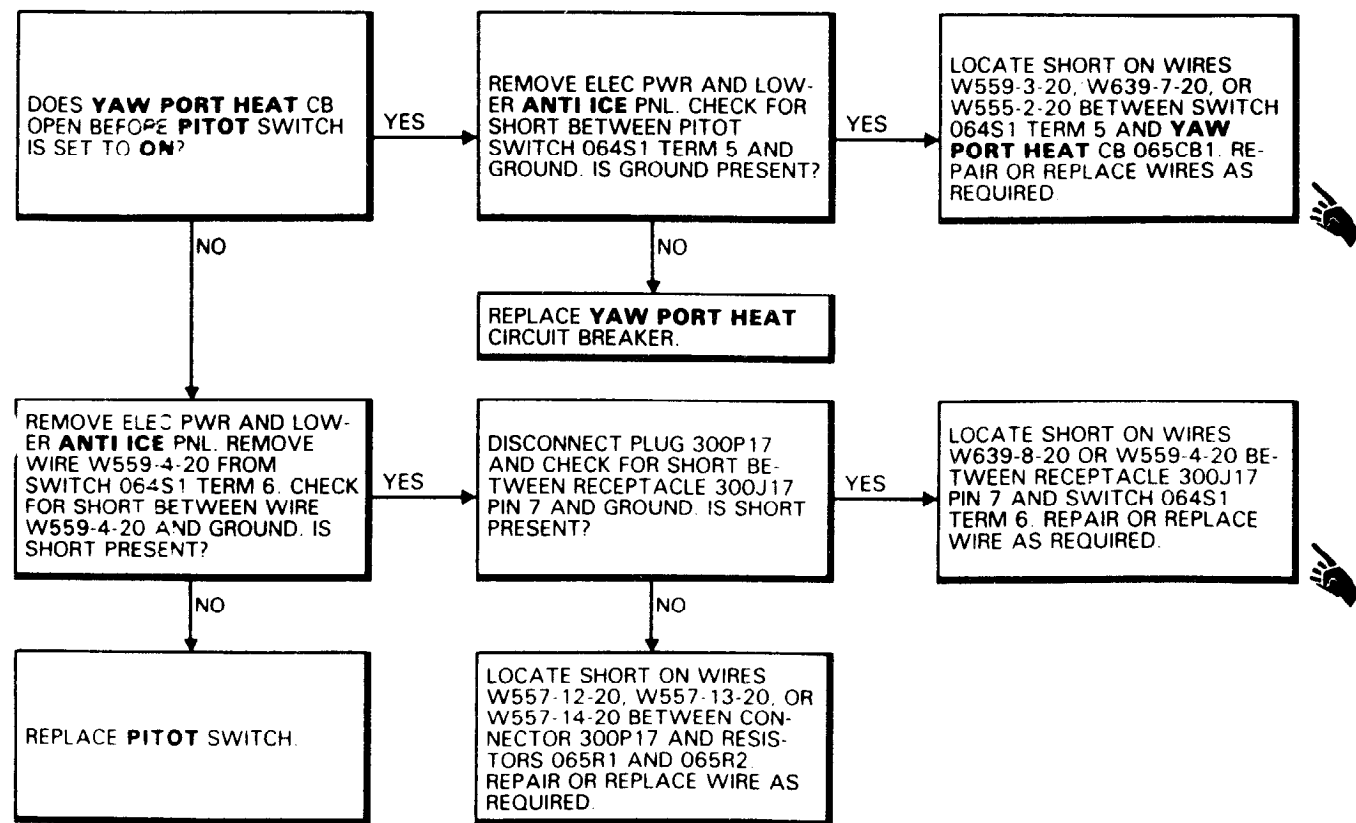 DOES YAW PORT HEAT CB
OPEN BEFORE PITOT SWITCH
IS SET TO ON?
YES
REMOVE ELEC PWR AND LOW-
ER ANTI ICE PNL. CHECK FOR
SHORT BETWEEN PITOT
SWITCH 064S1 TERM 5 AND
GROUND. IS GROUND PRESENT?
YES
LOCATE SHORT ON WIRES
W559-3-20, W639-7-20, OR
W555-2-20 BETWEEN SWITCH
064S1 TERM 5 AND YAW
PORT HEAT CB 065CB1. RE-
PAIR OR REPLACE WIRES AS
REQUIRED
NO
NO
REPLACE YAW PORT HEAT
CIRCUIT BREAKER.
REMOVE ELEC PWR AND LOW-
ER ANTI ICE PNL. REMOVE
WIRE W559-4-20 FROM
SWITCH 064S1 TERM 6. CHECK
FOR SHORT BETWEEN WIRE
W559-4-20 AND GROUND. IS
SHORT PRESENT?
YES
DISCONNECT PLUG 300P17
AND CHECK FOR SHORT BE-
TWEEN RECEPTACLE 300J17
PIN 7 AND GROUND. IS SHORT
PRESENT?
YES
LOCATE SHORT ON WIRES
W639-8-20 OR W559-4-20 BE-
TWEEN RECEPTACLE 300J17
PIN 7 AND SWITCH 064S1
TERM 6. REPAIR OR REPLACE
WIRE AS REQUIRED.
NO
NO
REPLACE PITOT SWITCH.
LOCATE SHORT ON WIRES
W557-12-20, W557-13-20, OR
W557-14-20 BETWEEN CON-
NECTOR 300P17 AND RESIS-
TORS 065R1 AND 065R2.
REPAIR OR REPLACE WIRE AS
REQUIRED.